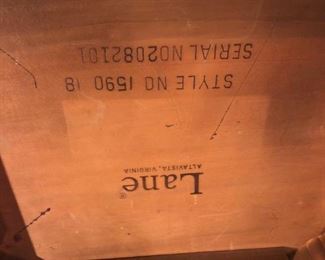 Lane®
ALTAVISTA, VIRGINIA
STYLE NO 1590 18
SERIAL NO2082101